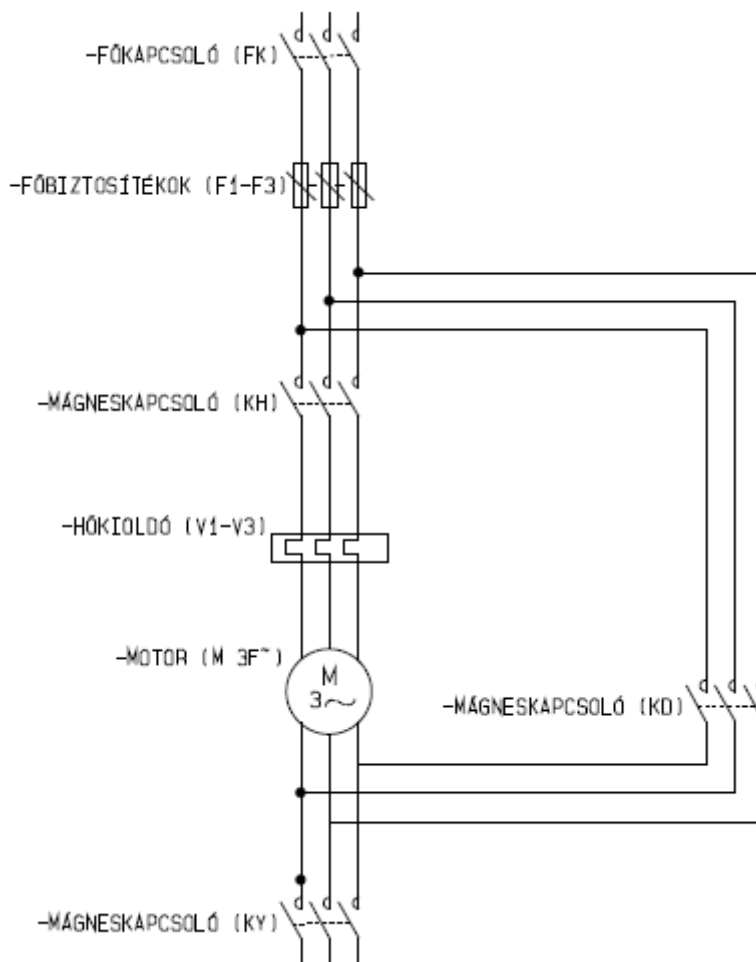 -FŐKAPCSOLÓ (FK)
-FŐBIZTOSÍTÉKOK (F1-F3)
-MÁGNESKAPCSOLÓ (KH)
-HŐKIOLDÓ (V1-V3)
-MOTOR (M 3F~)
M
3~
-MÁGNESKAPCSOLÓ (KD)
-MÁGNESKAPCSOLÓ (KY)